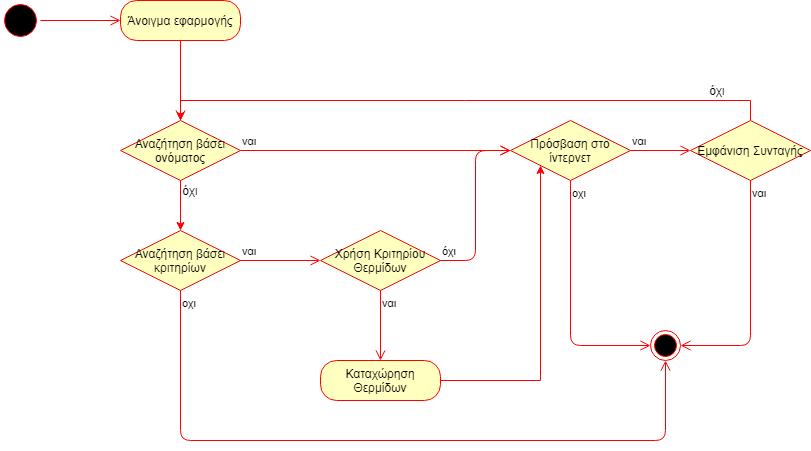 Άνοιγμα εφαρμογής
όχι
Αναζήτηση βάσει
ονόματος
ναι
Πρόσβαση στο
ίντερνετ
ναι
Εμφάνιση Συνταγής
όχι
οχι
ναι
Αναζήτηση βάσει
κριτηρίων
ναι
Χρήση Κριτηρίου
Θερμίδων
όχι
οχι
ναι
Καταχώρηση
Θερμίδων